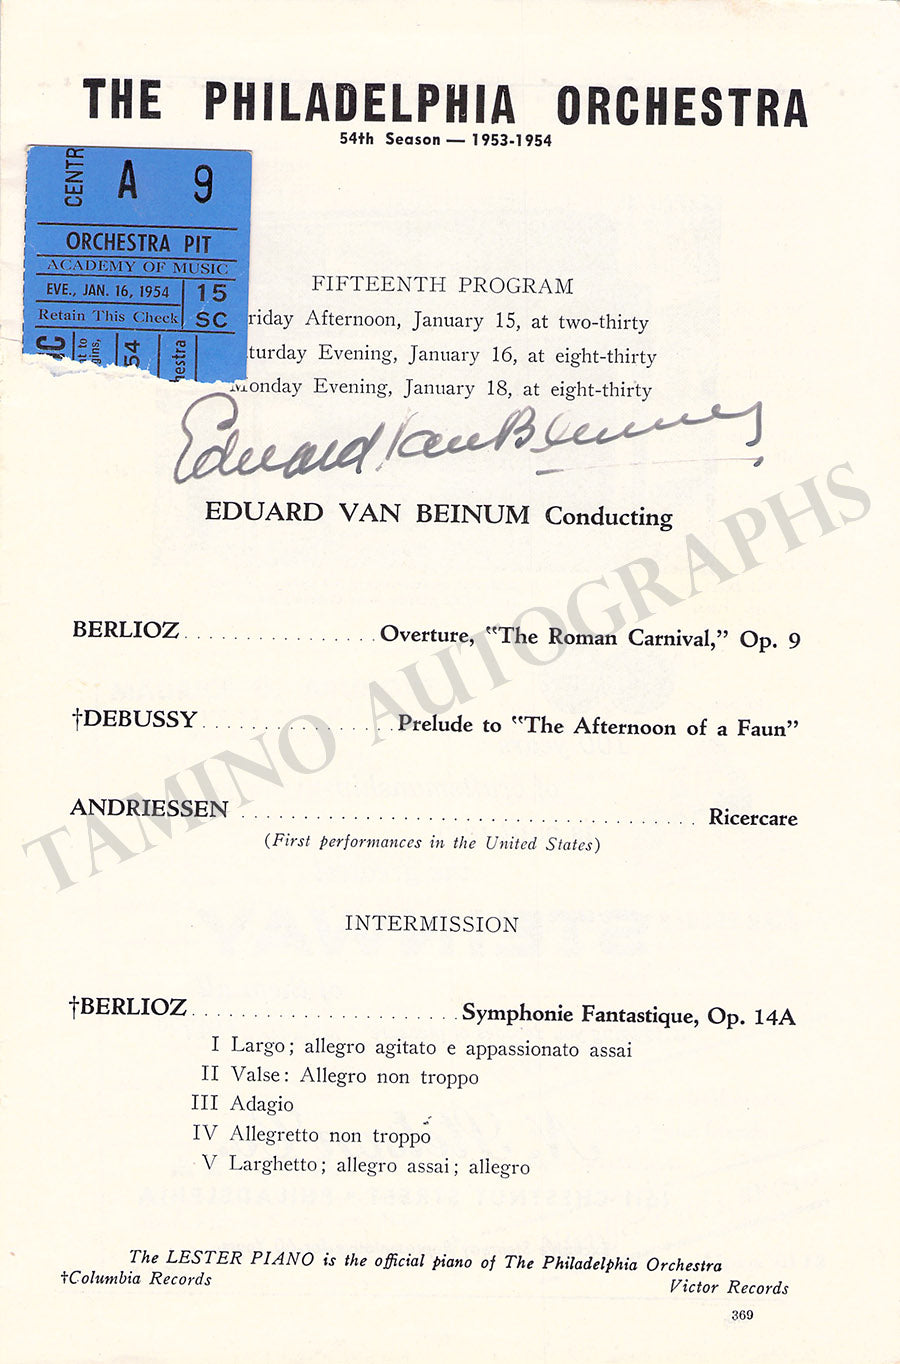 THE PHILADELPHIA ORCHESTRA
54th Season — 1953-1954
CENTR
A 9
ORCHESTRA PIT
ACADEMY OF MUSIC
EVE., JAN. 16, 1954 15
Retain This Check SC
54
FIFTEENTH PROGRAM
riday Afternoon, January 15, at two-thirty
turday Evening, January 16, at eight-thirty
Monday Evening, January 18, at eight-thirty
Eduard van Beinum
EDUARD VAN BEINUM Conducting
BERLIOZ................Overture, "The Roman Carnival," Op. 9
†DEBUSSY................Prelude to "The Afternoon of a Faun"
ANDRIESSEN ..................................... Ricercare
(First performances in the United States)
INTERMISSION
†BERLIOZ......................Symphonie Fantastique, Op. 14A
I Largo; allegro agitato e appassionato assai
II Valse: Allegro non troppo
III Adagio
IV Allegretto non troppo
V Larghetto; allegro assai; allegro
The LESTER PIANO is the official piano of The Philadelphia Orchestra
†Columbia Records Victor Records
369
TAMINO AUTOGRAPHS